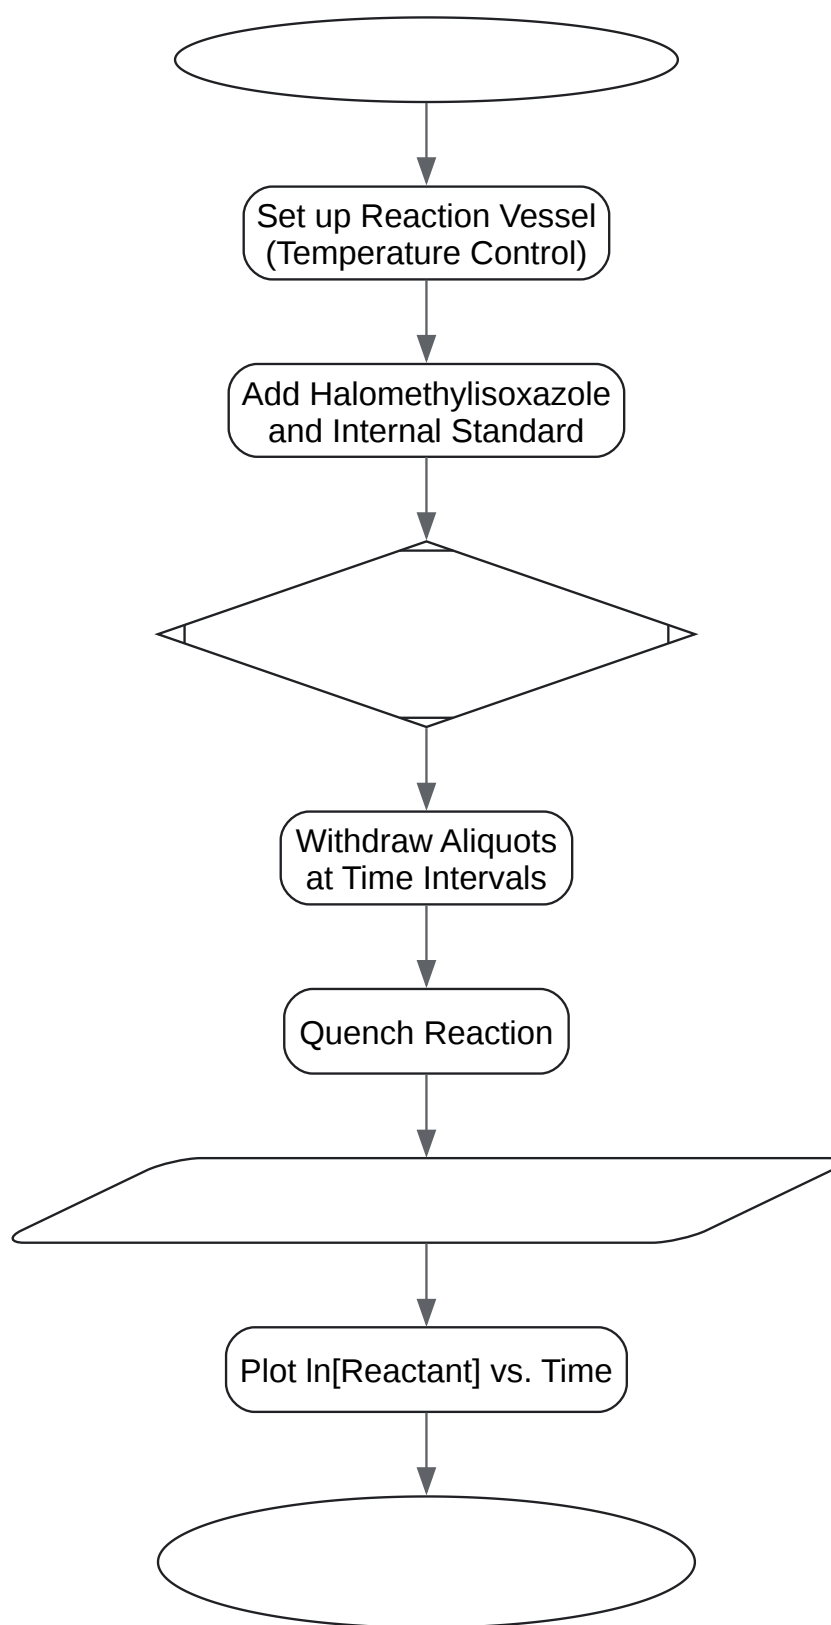 Set up Reaction Vessel
(Temperature Control)
Add Halomethylisoxazole
and Internal Standard
Withdraw Aliquots
at Time Intervals
Quench Reaction
Plot ln[Reactant] vs. Time